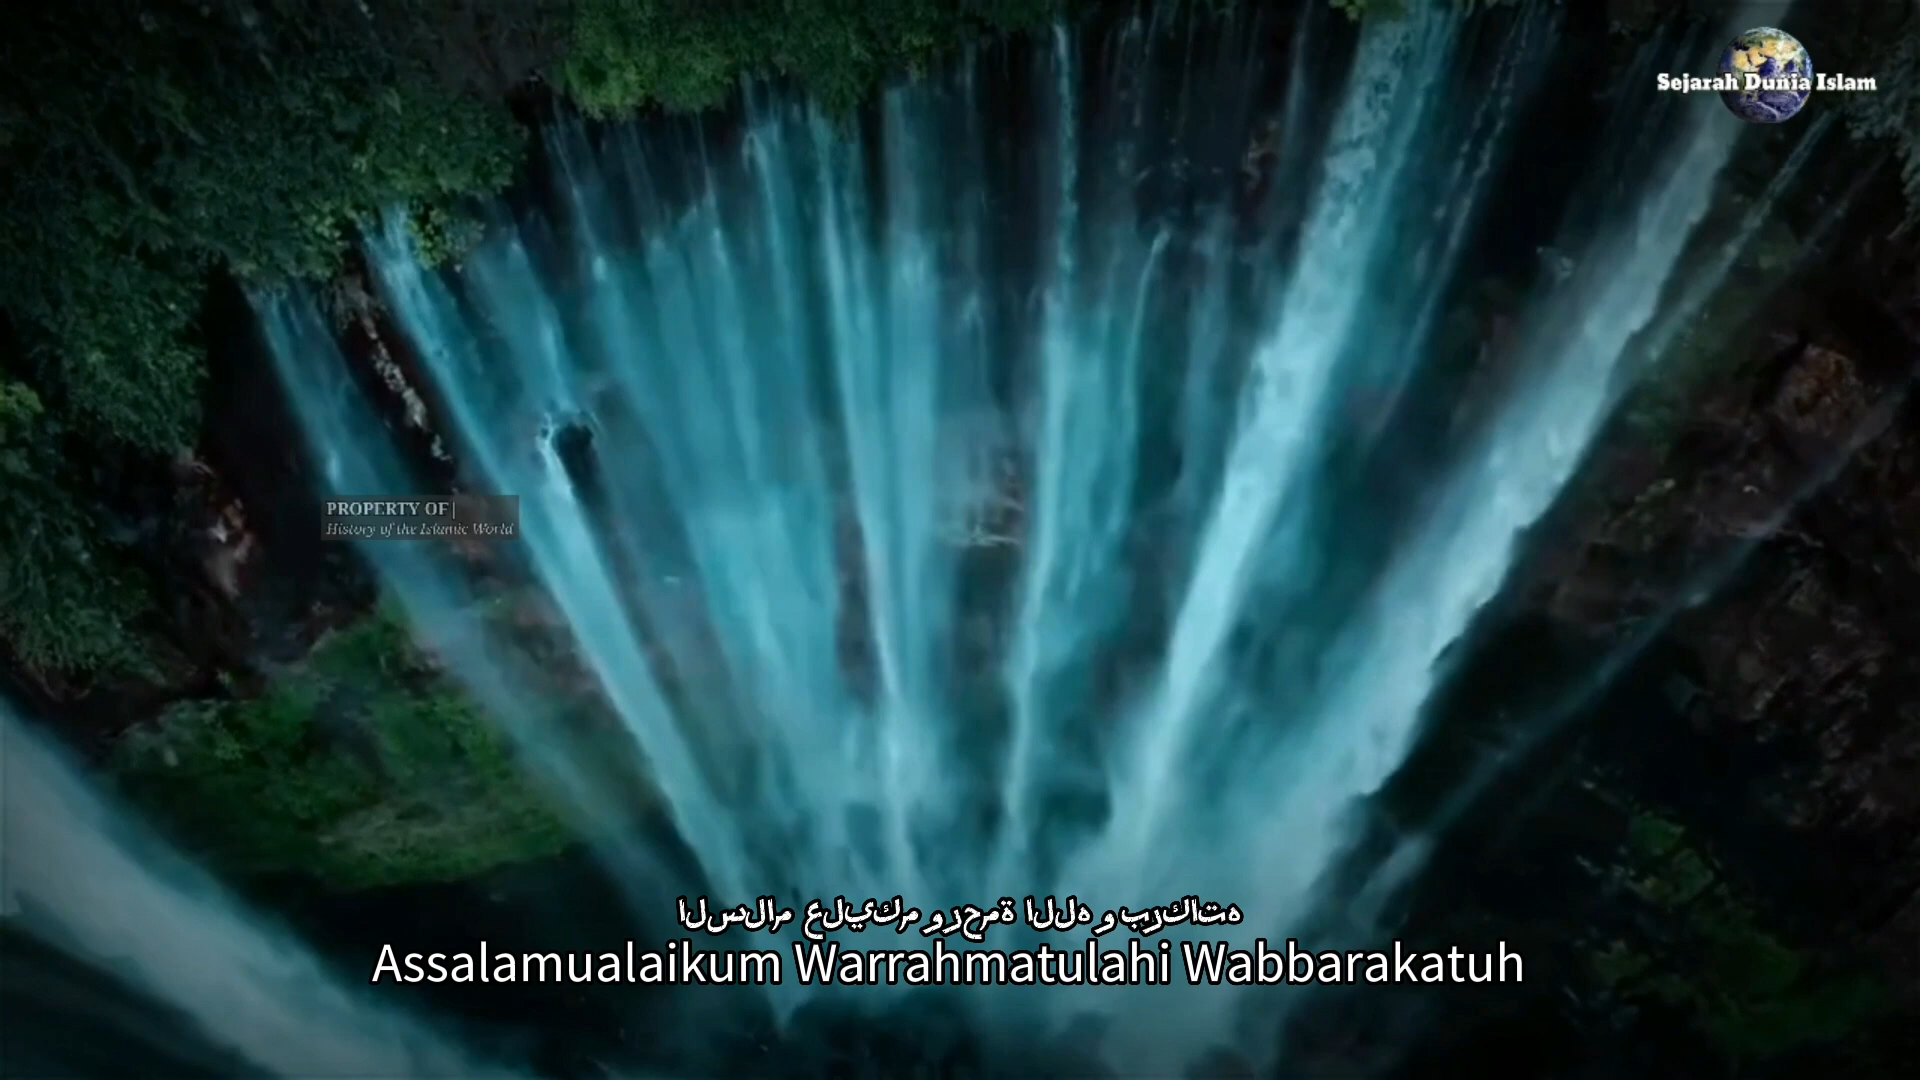 Sejarah Dunia Islam
PROPERTY OF |
History of the Islamic World
السلام عليكم ورحمة الله وبركاته
Assalamualaikum Warrahmatulahi Wabbarakatuh